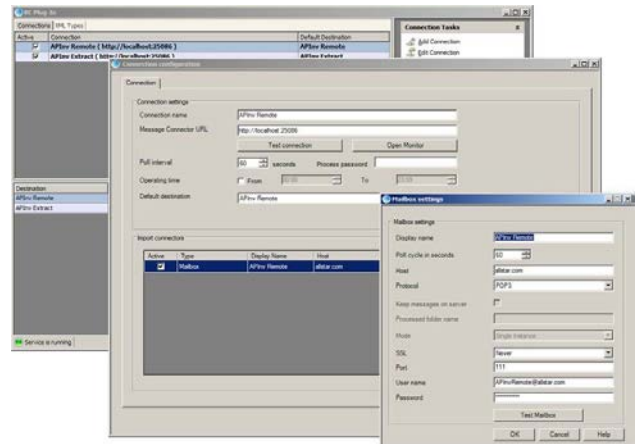 RC Plug-In
Connections XML Types
Active Connection Default Destination
APInv Remote ( http://localhost:25086 ) APInv Remote
APInv Extract ( http://localhost:25086 ) APInv Extract
Connection Tasks
Add Connection
Edit Connection
Destination
APInv Remote
APInv Extract
Service is running
Connection configuration
Connection
Connection settings
Connection name APInv Remote
Message Connector URL http://localhost:25086
Test connection Open Monitor
Poll interval 60 seconds Process password
Operating time From To
Default destination APInv Remote
Import connectors
Active Type Display Name Host
Mailbox APInv Remote allstar.com
Mailbox settings
Mailbox settings
Display name APInv Remote
Poll cycle in seconds 60
Host allstar.com
Protocol POP3
Keep messages on server
Processed folder name
Mode Single instance
SSL Never
Port 111
User name APInvRemote@allstar.com
Password
Test Mailbox
OK Cancel Help